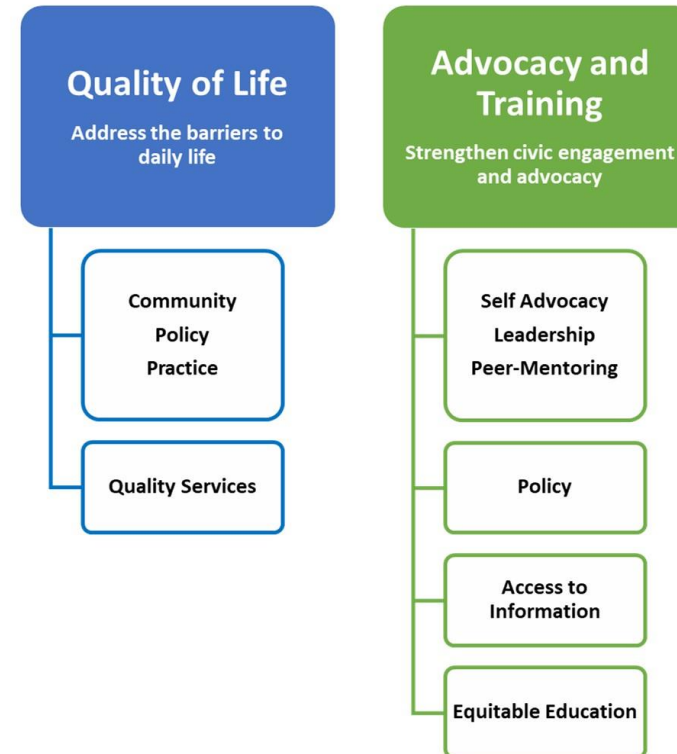 Quality of Life
Address the barriers to
daily life
Community
Policy
Practice
Quality Services
Advocacy and
Training
Strengthen civic engagement
and advocacy
Self Advocacy
Leadership
Peer-Mentoring
Policy
Access to
Information
Equitable Education